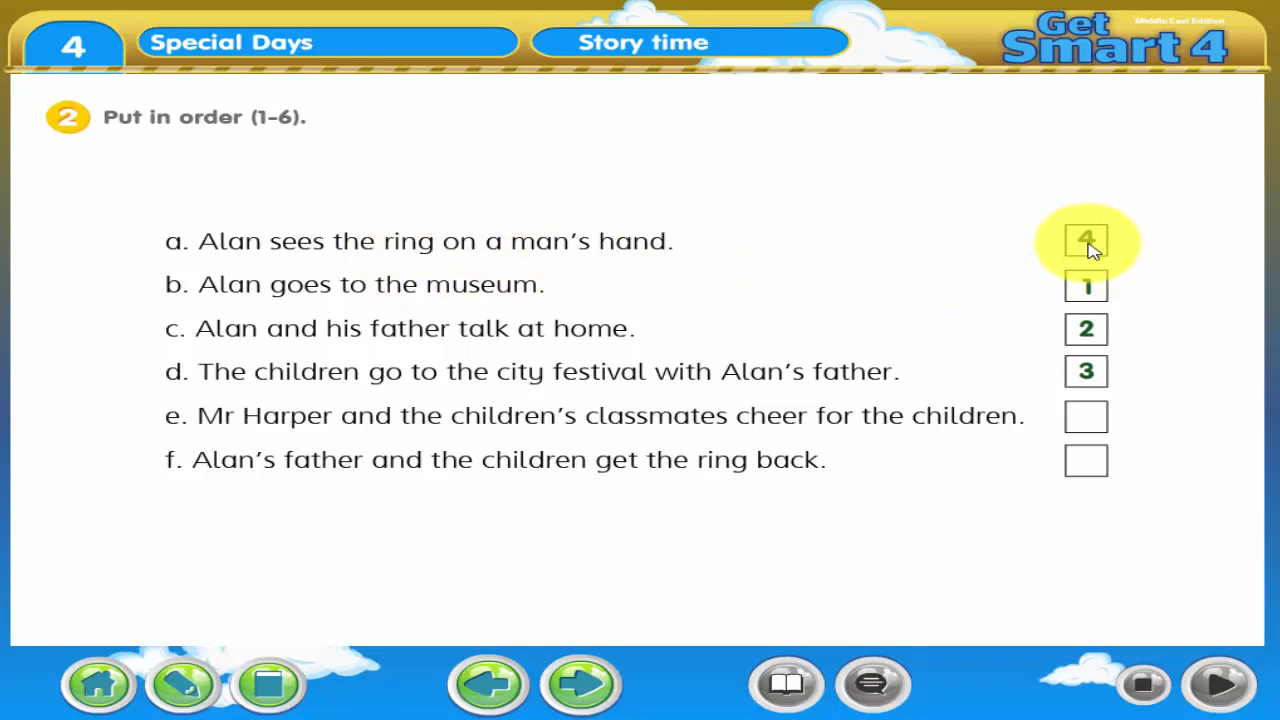 4
Special Days
Story time
Middle East Edition
Get
Smart 4
2 Put in order (1-6).
a. Alan sees the ring on a man's hand. 4
b. Alan goes to the museum. 1
c. Alan and his father talk at home. 2
d. The children go to the city festival with Alan's father. 3
e. Mr Harper and the children's classmates cheer for the children.
f. Alan's father and the children get the ring back.